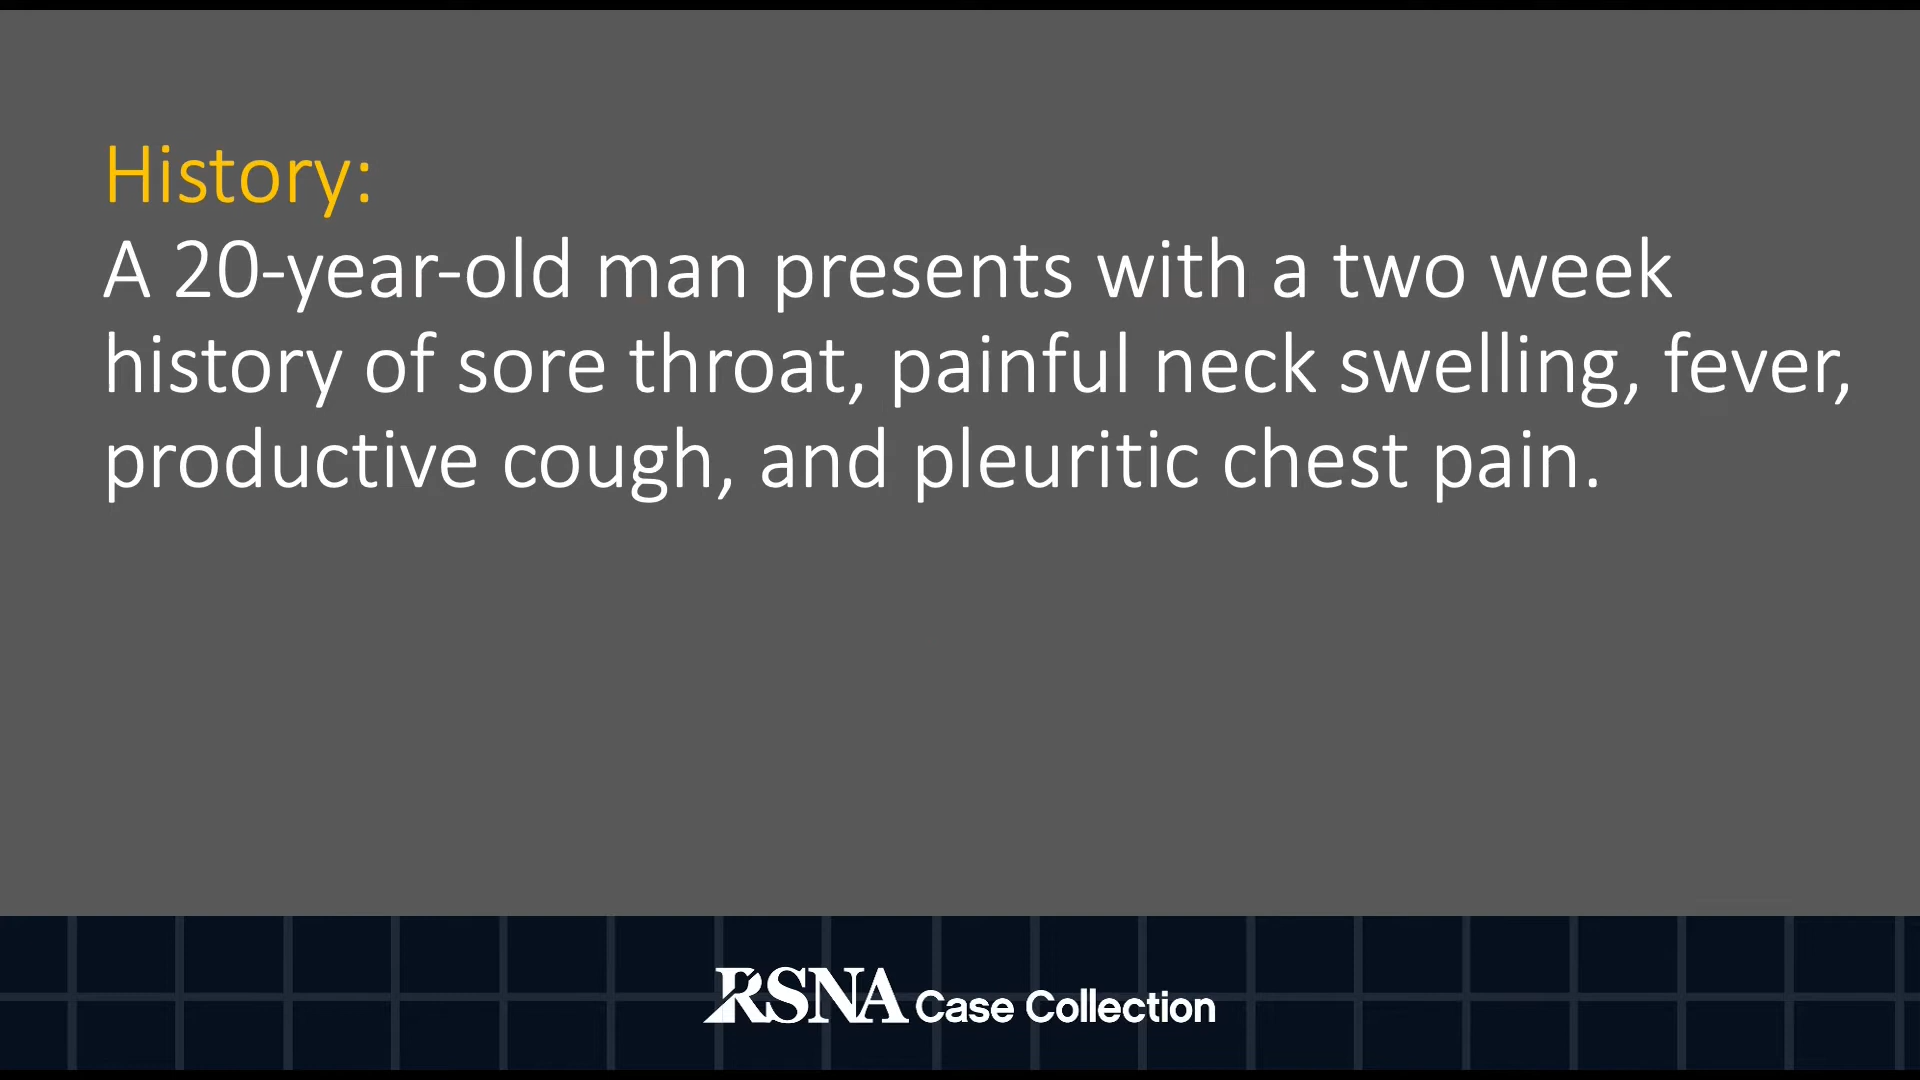 History:
A 20-year-old man presents with a two week
history of sore throat, painful neck swelling, fever,
productive cough, and pleuritic chest pain.
RSNA Case Collection